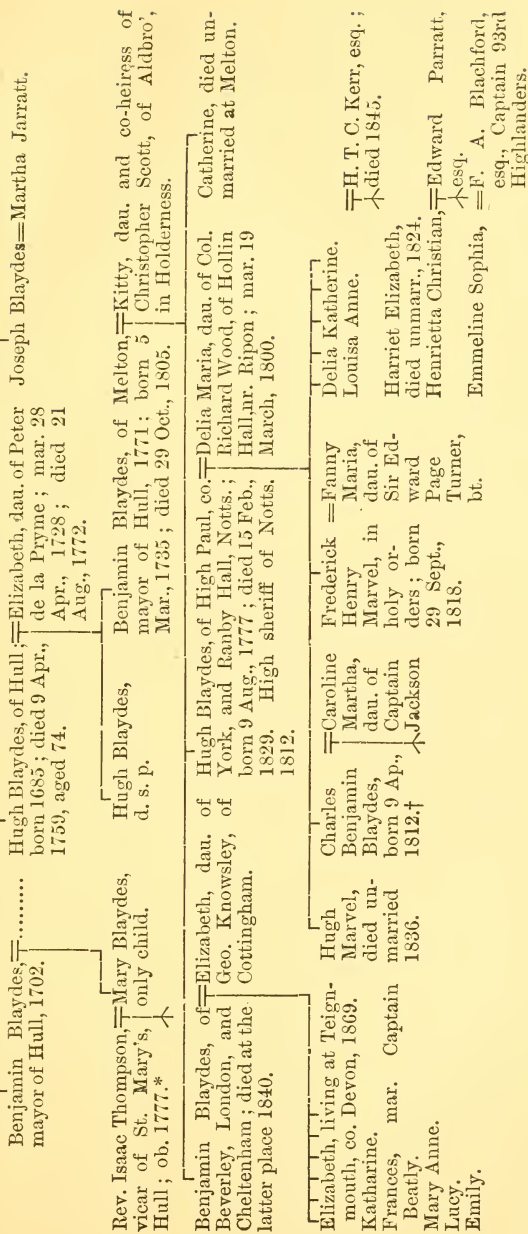 Benjamin Blaydes,
mayor of Hull, 1702.
Hugh Blaydes, of Hull;
born 1685; died 9 Apr.,
1759, aged 74.
Elizabeth, dau. of Peter
de la Pryme; mar. 28
Apr., 1728; died 21
Aug., 1772.
Joseph Blaydes
Martha Jarratt.
Rev. Isaac Thompson,
vicar of St. Mary's,
Hull; ob. 1777.*
Mary Blaydes,
only child.
Hugh Blaydes,
d. s. p.
Benjamin Blaydes, of Melton,
mayor of Hull, 1771; born 5
Mar., 1735; died 29 Oct., 1805.
Kitty, dau. and co-heiress of
Christopher Scott, of Aldbro',
in Holderness.
Benjamin Blaydes, of
Beverley, London, and
Cheltenham; died at the
latter place 1840.
Elizabeth, dau. of
Geo. Knowsley, of
Cottingham.
Hugh Blaydes, of High Paul, co.
York, and Ranby Hall, Notts.;
born 9 Aug., 1777; died 15 Feb.,
1829. High sheriff of Notts.
1812.
Delia Maria, dau. of Col.
Richard Wood, of Hollin
Hall, nr. Ripon; mar. 19
March, 1800.
Catherine, died un-
married at Melton.
Elizabeth, living at Teign-
mouth, co. Devon, 1869.
Katharine.
Frances, mar. Captain
Beatly.
Mary Anne.
Lucy.
Emily.
Hugh
Marvel,
died un-
married
1836.
Charles
Benjamin
Blaydes,
born 9 Ap.,
1812.†
Caroline
Martha,
dau. of
Captain
Jackson
Frederick
Henry
Marvel, in
holy or-
ders; born
29 Sept.,
1818.
Fanny
Maria,
dau. of
Sir Ed-
ward
Page
Turner,
bt.
Delia Katherine.
Louisa Anne.
Harriet Elizabeth,
died unmarr., 1824.
Henrietta Christian,
Emmeline Sophia,
H. T. C. Kerr, esq.;
died 1845.
Edward Parratt,
esq.
F. A. Blachford,
esq., Captain 93rd
Highlanders.